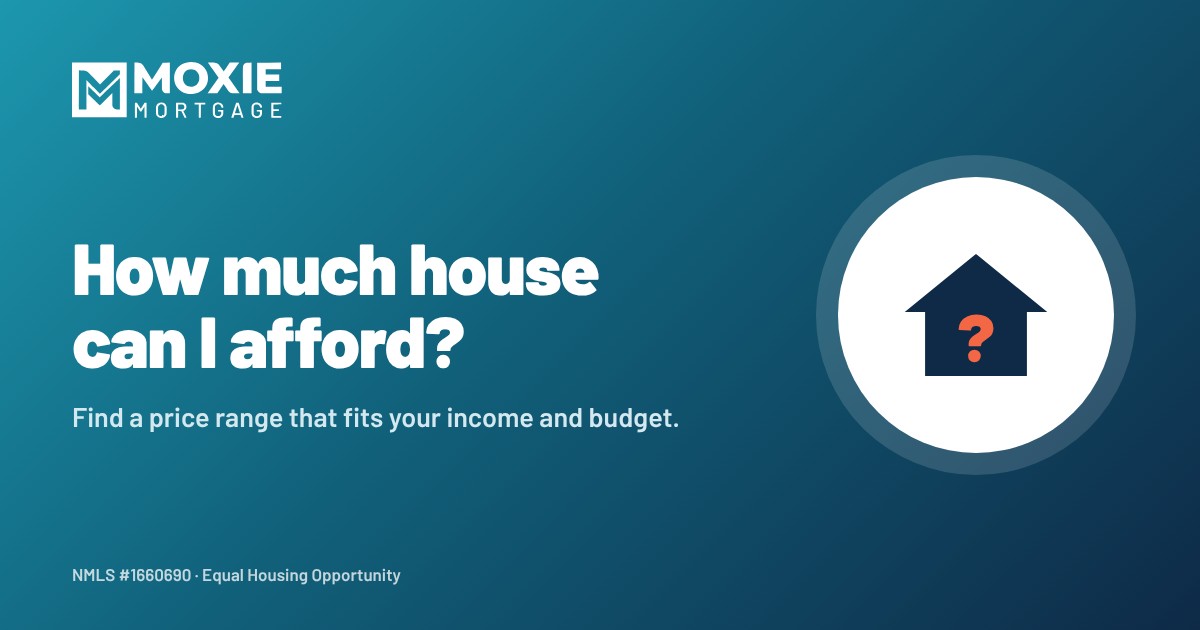 MOXIE
MORTGAGE
How much house
can I afford?
Find a price range that fits your income and budget.
?
NMLS #1660690 · Equal Housing Opportunity